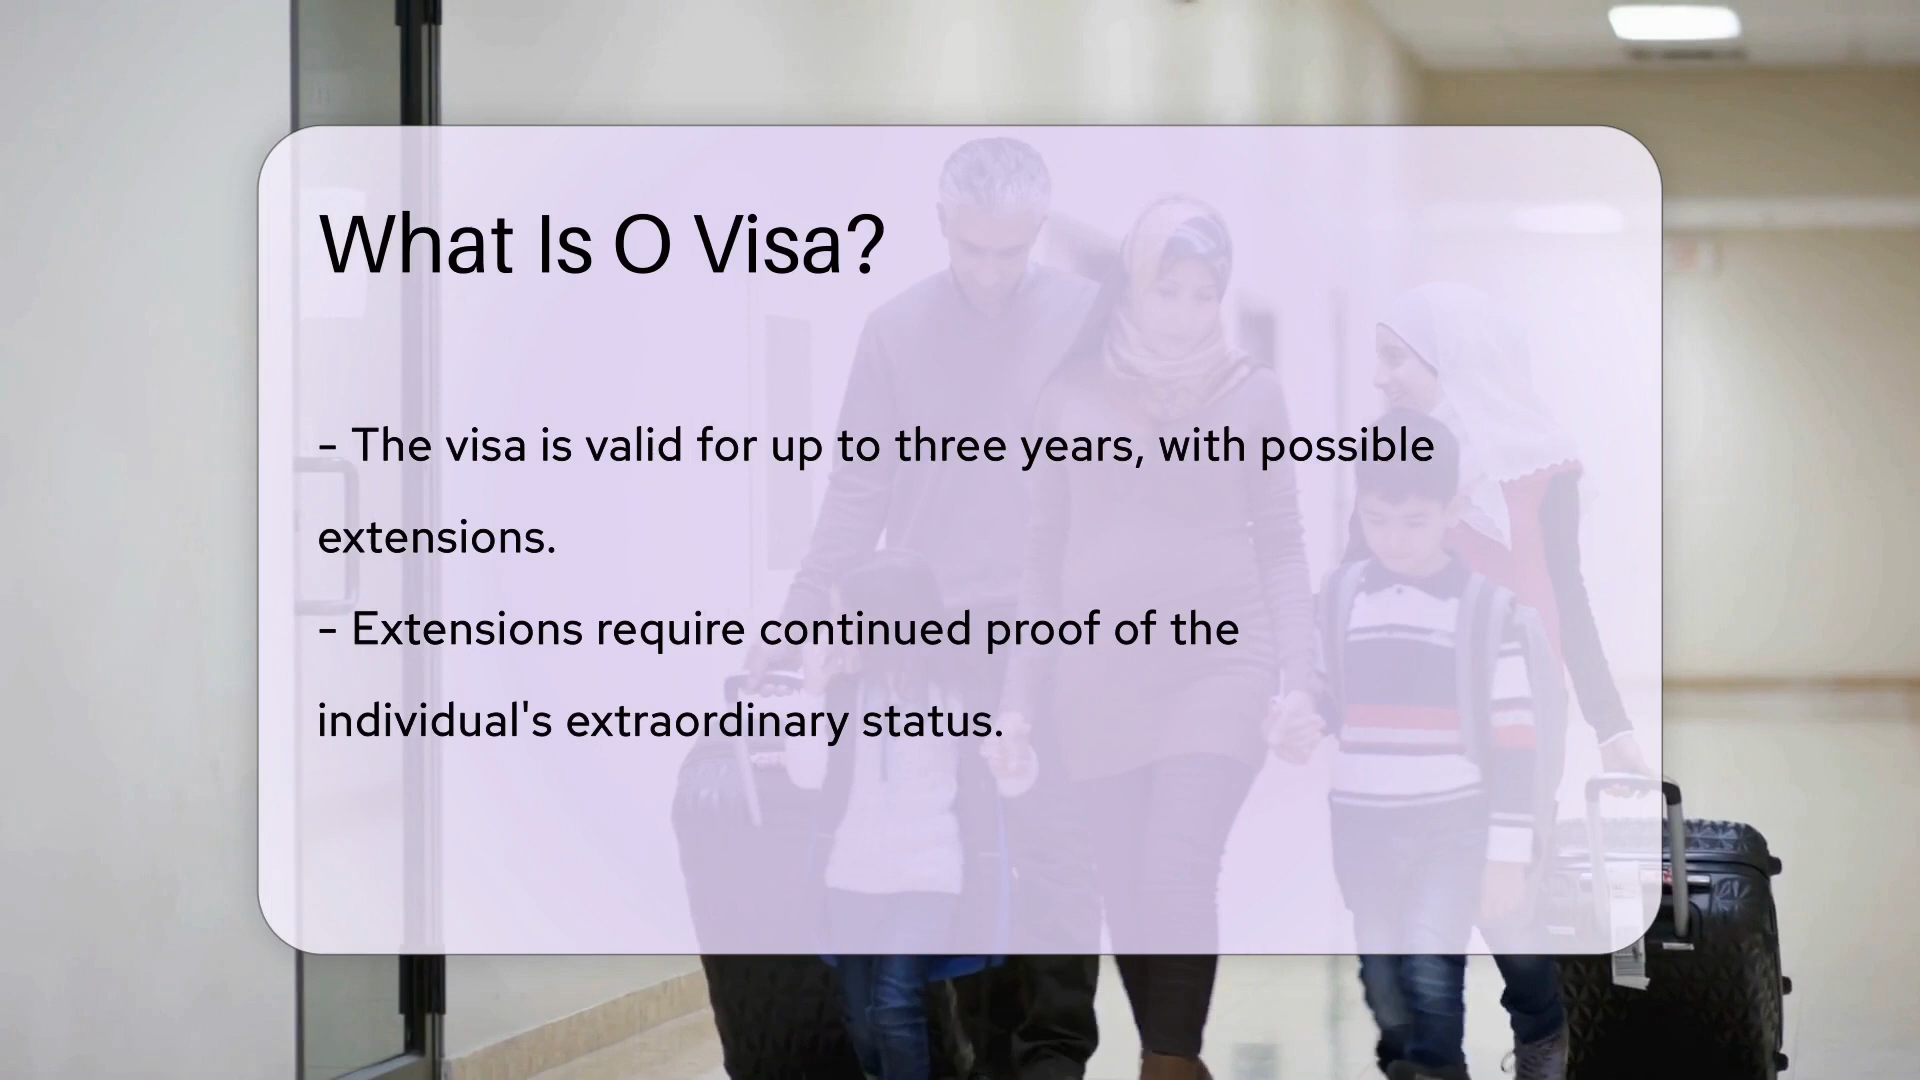 What Is O Visa?
- The visa is valid for up to three years, with possible
extensions.
- Extensions require continued proof of the
individual's extraordinary status.